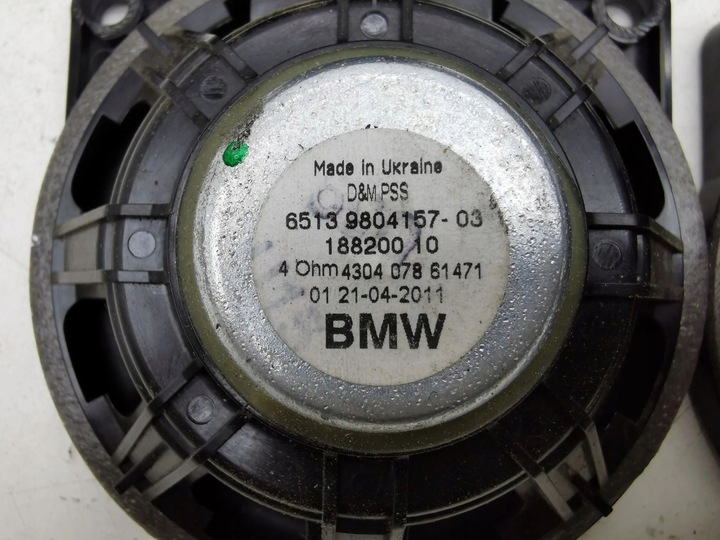 Made in Ukraine
D&M PSS
6513 9804157-03
188200 10
4 Ohm 4304 078 61471
01 21-04-2011
BMW